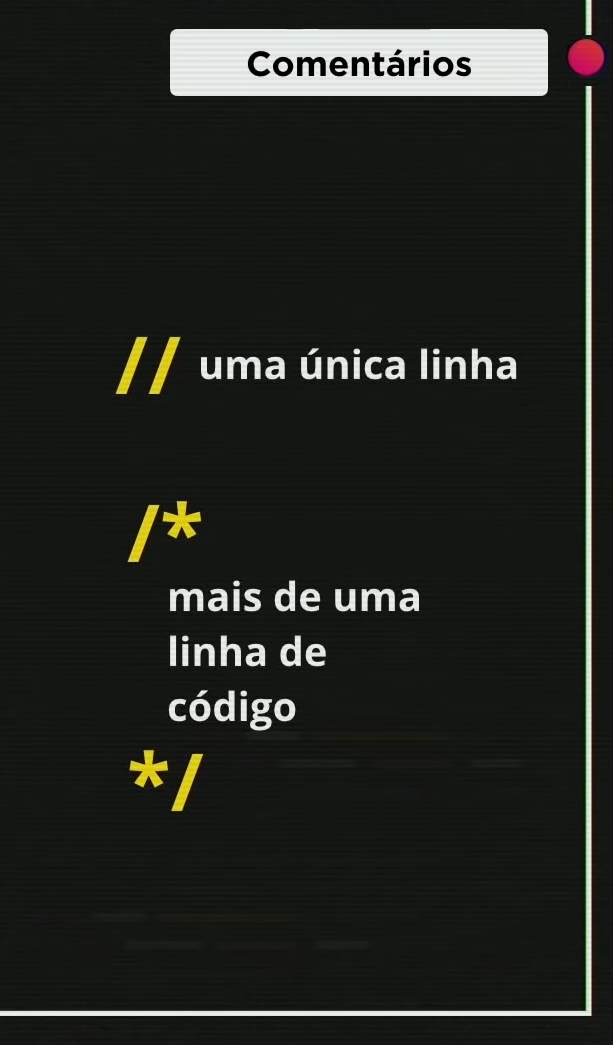 Comentários
// uma única linha
/*
mais de uma
linha de
código
*/